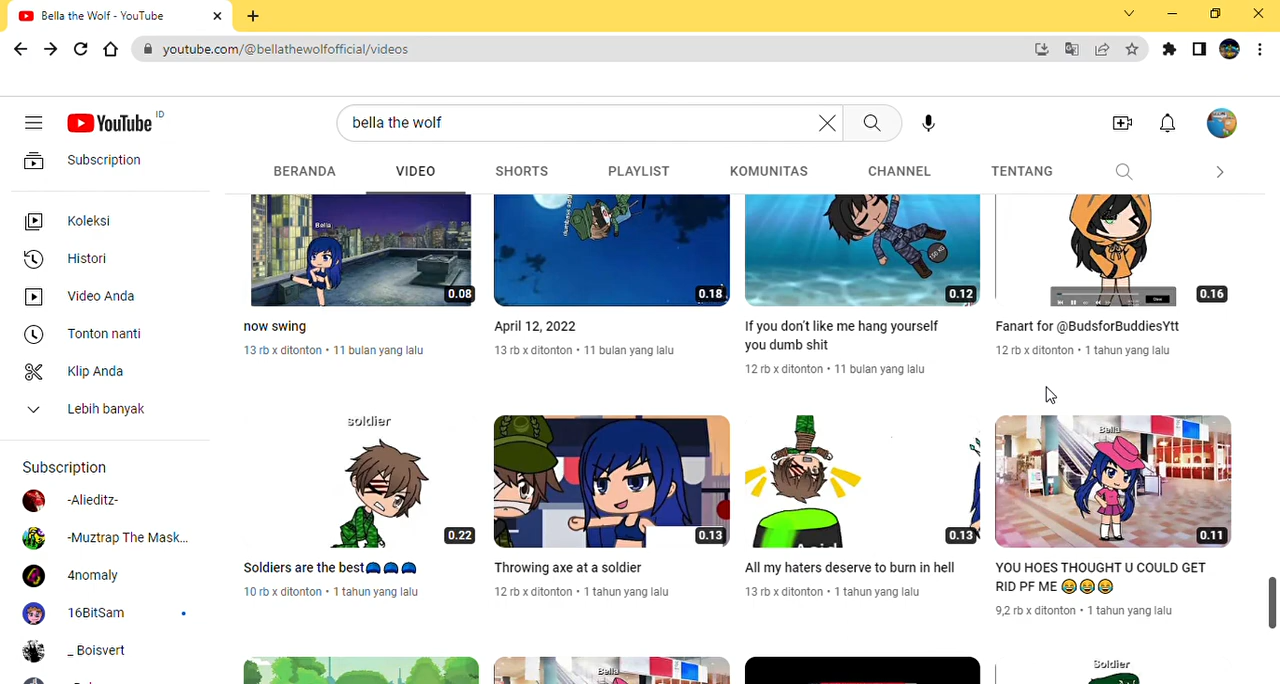 Bella the Wolf - YouTube
youtube.com/@bellathewolfofficial/videos
YouTube ID
bella the wolf
Subscription
BERANDA VIDEO SHORTS PLAYLIST KOMUNITAS CHANNEL TENTANG
Koleksi
Histori
Video Anda
Tonton nanti
Klip Anda
Lebih banyak
Subscription
-Alieditz-
-Muztrap The Mask...
4nomaly
16BitSam
_ Boisvert
Bella
0.08
now swing
13 rb x ditonton • 11 bulan yang lalu
0.18
April 12, 2022
13 rb x ditonton • 11 bulan yang lalu
0.12
If you don't like me hang yourself
you dumb shit
12 rb x ditonton • 11 bulan yang lalu
0.16
Fanart for @BudsforBuddiesYtt
12 rb x ditonton • 1 tahun yang lalu
soldier
0.22
Soldiers are the best🧢🧢🧢
10 rb x ditonton • 1 tahun yang lalu
0.13
Throwing axe at a soldier
12 rb x ditonton • 1 tahun yang lalu
Acid
0.13
All my haters deserve to burn in hell
13 rb x ditonton • 1 tahun yang lalu
Bella
0.11
YOU HOES THOUGHT U COULD GET
RID PF ME 😂😂😂
9,2 rb x ditonton • 1 tahun yang lalu
Bella
Soldier